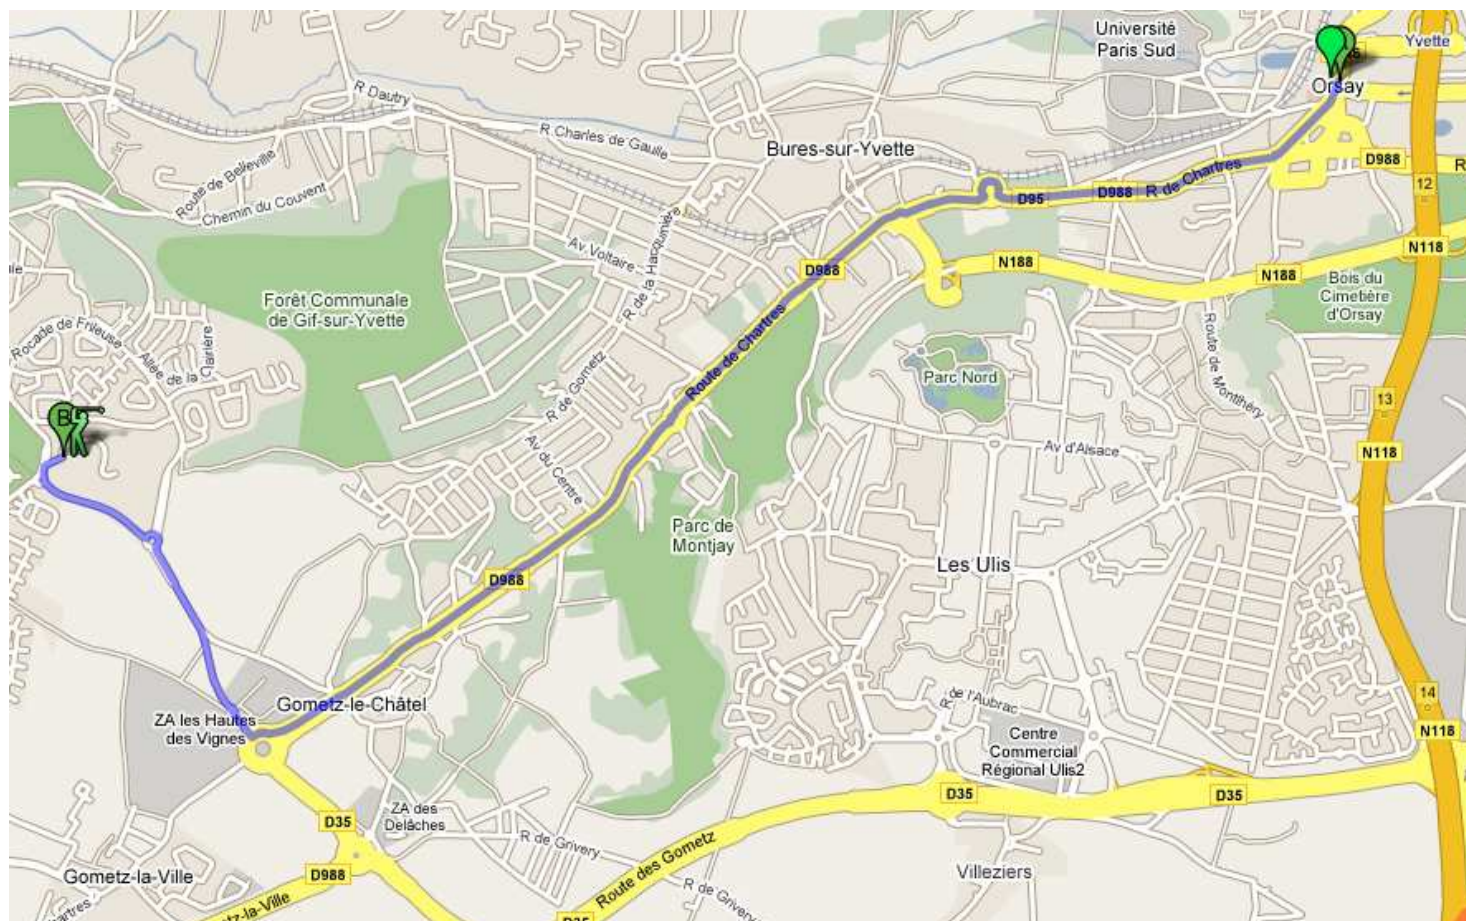 Université
Paris Sud
Yvette
Orsay
R Dautry
R Charles de Gaulle
Bures-sur-Yvette
D988
R
Route de Belleville
Chemin du Couvent
R de Chartres
D988
D95
12
N118
Av Voltaire
R de la Hacquinière
D988
N188
N188
Bois du
Cimetière
d'Orsay
Forêt Communale
de Gif-sur-Yvette
Rocade de Frileuse
Allée de la Clarière
Route de Chartres
R de Gometz
Parc Nord
Route de Montlhéry
13
B
Av du Centre
Av d'Alsace
N118
Parc de
Montjay
Les Ulis
D988
Gometz-le-Châtel
ZA les Hautes
des Vignes
R de l'Aubrac
14
N118
Centre
Commercial
Régional Ulis2
D35
D35
ZA des
Delâches
D35
R de Grivery
Route des Gometz
Villeziers
Gometz-la-Ville
D988
R de Grivery
D35